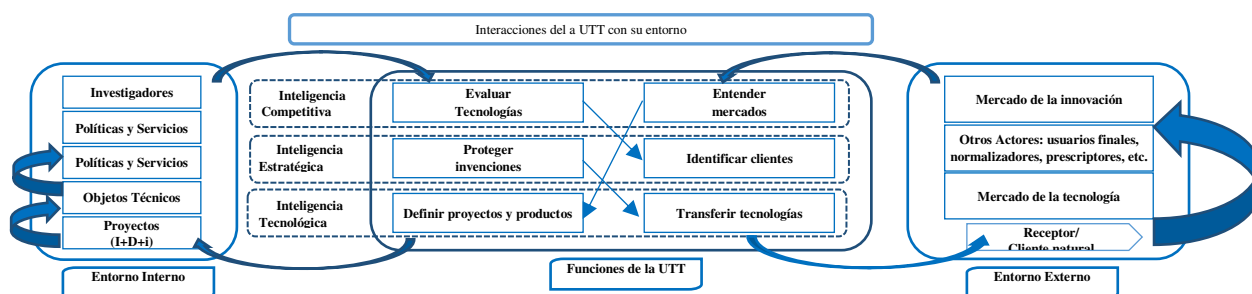 Interacciones del a UTT con su entorno
Investigadores
Políticas y Servicios
Políticas y Servicios
Objetos Técnicos
Proyectos
(I+D+i)
Entorno Interno
Inteligencia
Competitiva
Evaluar
Tecnologías
Entender
mercados
Inteligencia
Estratégica
Proteger
invenciones
Identificar clientes
Inteligencia
Tecnológica
Definir proyectos y productos
Transferir tecnologías
Funciones de la UTT
Mercado de la innovación
Otros Actores: usuarios finales,
normalizadores, prescriptores, etc.
Mercado de la tecnología
Receptor/
Cliente natural
Entorno Externo